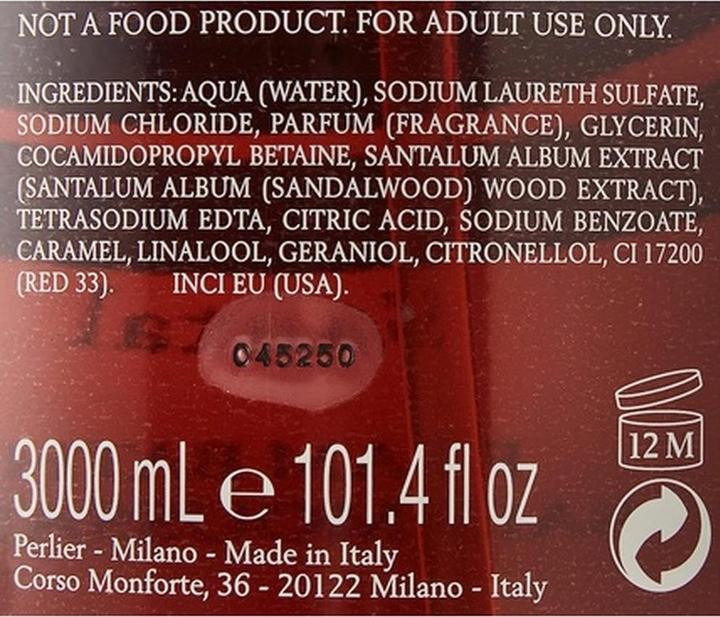 NOT A FOOD PRODUCT. FOR ADULT USE ONLY.
INGREDIENTS: AQUA (WATER), SODIUM LAURETH SULFATE,
SODIUM CHLORIDE, PARFUM (FRAGRANCE), GLYCERIN,
COCAMIDOPROPYL BETAINE, SANTALUM ALBUM EXTRACT
(SANTALUM ALBUM (SANDALWOOD) WOOD EXTRACT),
TETRASODIUM EDTA, CITRIC ACID, SODIUM BENZOATE,
CARAMEL, LINALOOL, GERANIOL, CITRONELLOL, CI 17200
(RED 33). INCI EU (USA).
045250
12 M
3000 mL e 101.4 fl oz
Perlier - Milano - Made in Italy
Corso Monforte, 36 - 20122 Milano - Italy